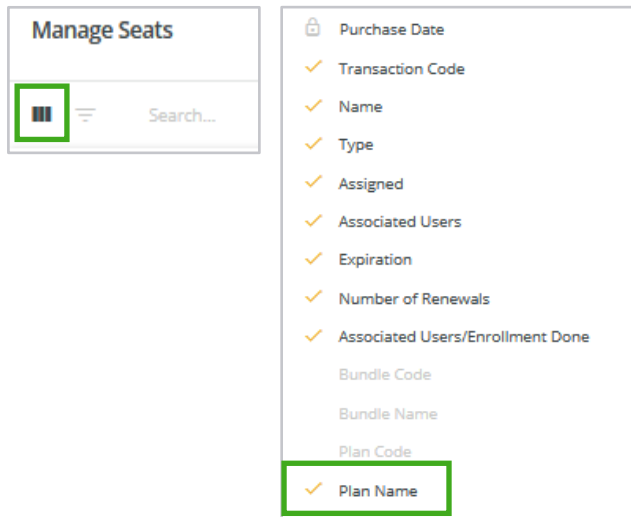 Manage Seats
Search...
Purchase Date
Transaction Code
Name
Type
Assigned
Associated Users
Expiration
Number of Renewals
Associated Users/Enrollment Done
Bundle Code
Bundle Name
Plan Code
Plan Name